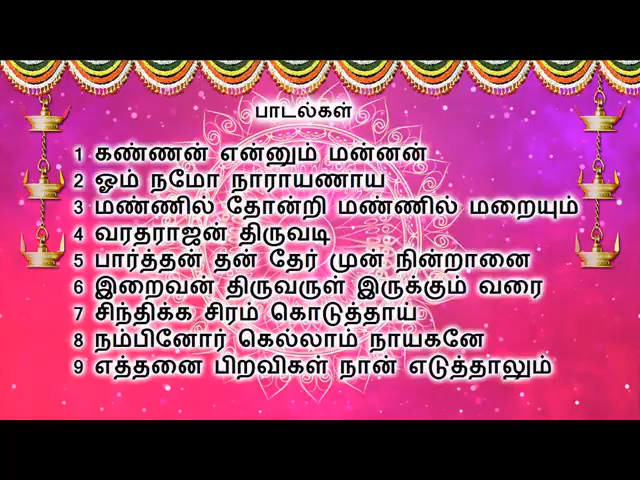 பாடல்கள்
1 கண்ணன் என்னும் மன்னன்
2 ஓம் நமோ நாராயணாய
3 மண்ணில் தோன்றி மண்ணில் மறையும்
4 வரதராஜன் திருவடி
5 பார்த்தன் தன் தேர் முன் நின்றானை
6 இறைவன் திருவருள் இருக்கும் வரை
7 சிந்திக்க சிரம் கொடுத்தாய
8 நம்பினோர் கெல்லாம் நாயகனே
9 எத்தனை பிறவிகள் நான் எடுத்தாலும்